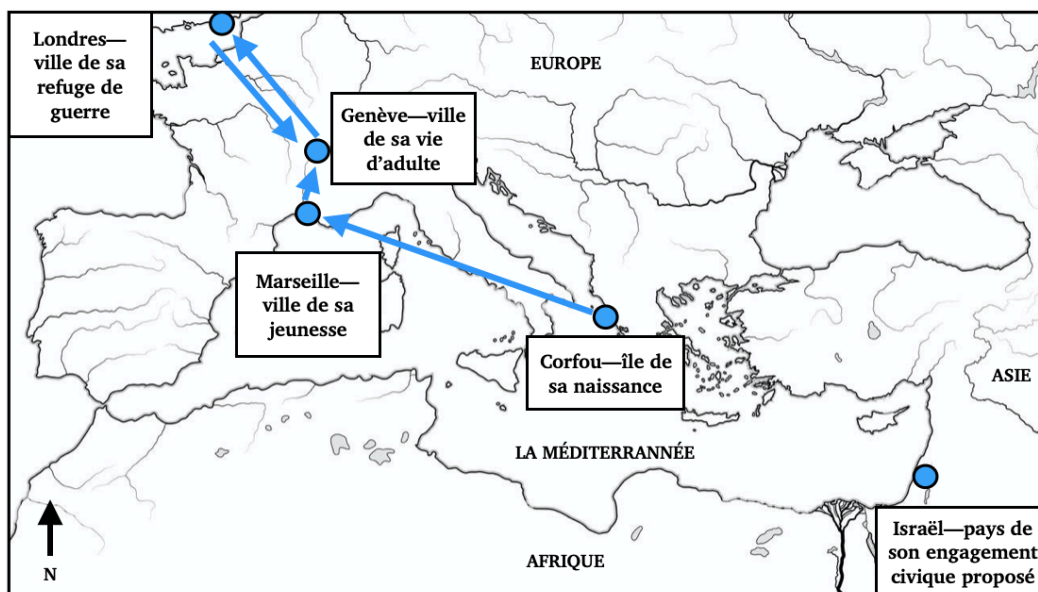 Londres—
ville de sa
refuge de
guerre
EUROPE
Genève—ville
de sa vie
d'adulte
Marseille—
ville de sa
jeunesse
Corfou—île de
sa naissance
ASIE
LA MÉDITERRANNÉE
AFRIQUE
N
Israël—pays de
son engagement
civique proposé